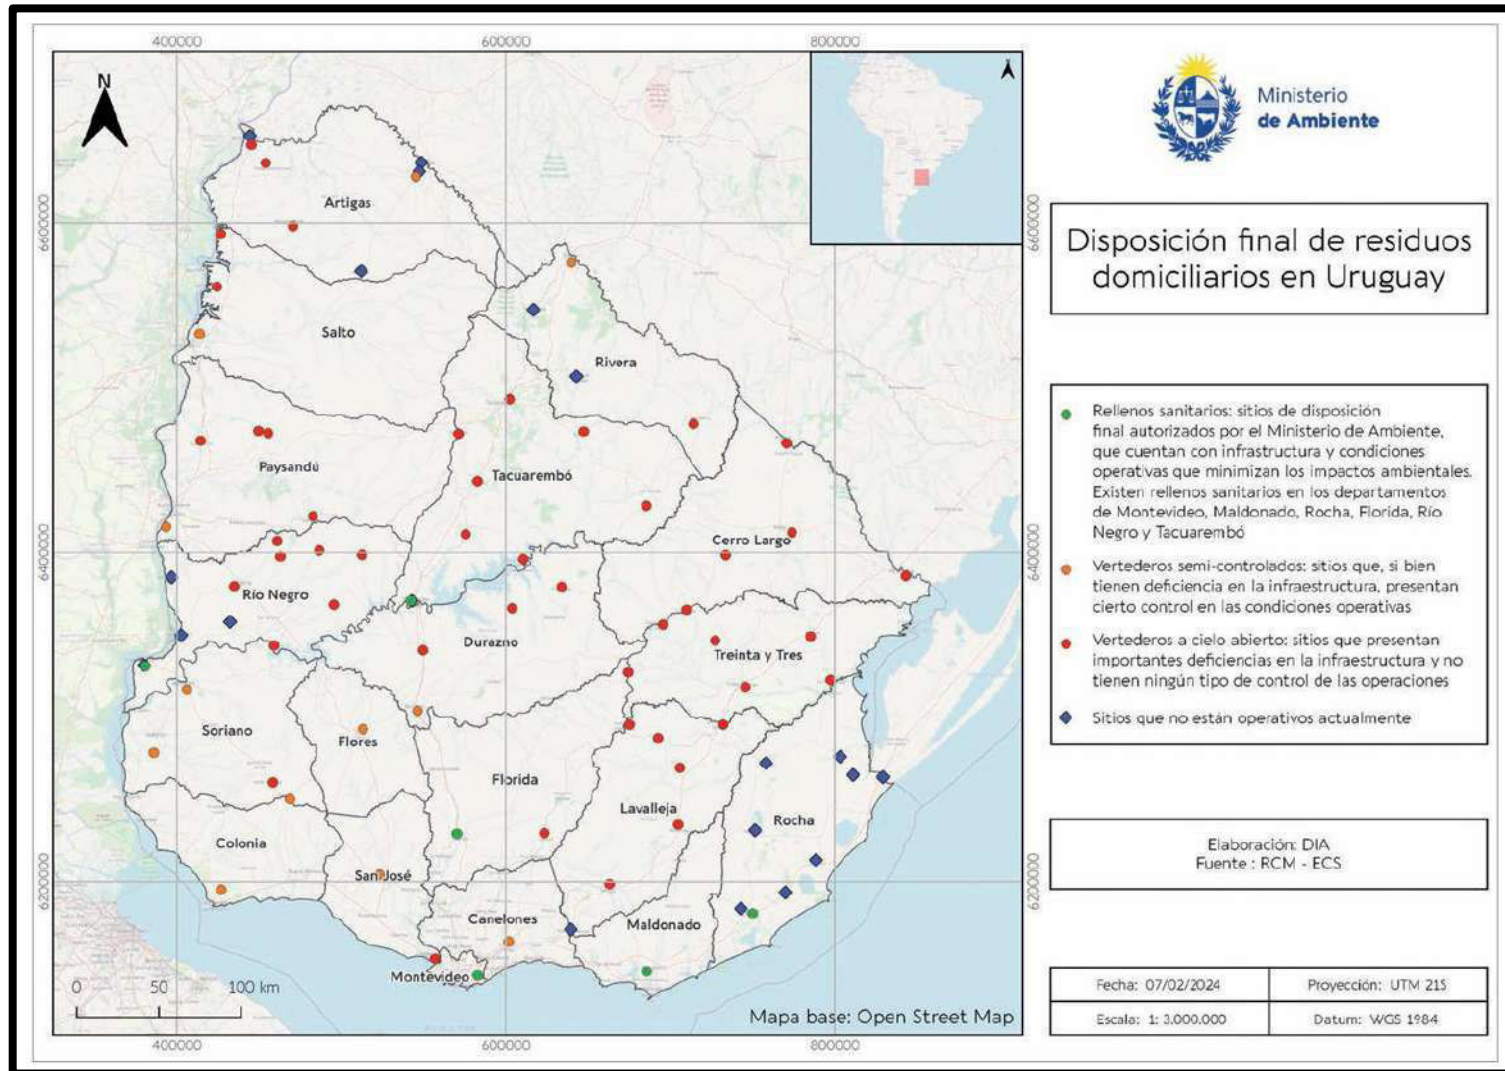 400000
600000
800000
N
6600000
6400000
6200000
6600000
6400000
6200000
Artigas
Salto
Rivera
Paysandú
Tacuarembó
Cerro Largo
Río Negro
Durazno
Treinta y Tres
Soriano
Flores
Florida
Lavalleja
Rocha
Colonia
San José
Canelones
Maldonado
Montevideo
0 50 100 km
Mapa base: Open Street Map
400000
600000
800000
Ministerio
de Ambiente
Disposición final de residuos
domiciliarios en Uruguay
Rellenos sanitarios: sitios de disposición
final autorizados por el Ministerio de Ambiente,
que cuentan con infraestructura y condiciones
operativas que minimizan los impactos ambientales.
Existen rellenos sanitarios en los departamentos
de Montevideo, Maldonado, Rocha, Florida, Río
Negro y Tacuarembó
Vertederos semi-controlados: sitios que, si bien
tienen deficiencia en la infraestructura, presentan
cierto control en las condiciones operativas
Vertederos a cielo abierto: sitios que presentan
importantes deficiencias en la infraestructura y no
tienen ningún tipo de control de las operaciones
Sitios que no están operativos actualmente
Elaboración: DIA
Fuente : RCM - ECS
Fecha: 07/02/2024
Proyección: UTM 21S
Escala: 1: 3.000.000
Datum: WGS 1984